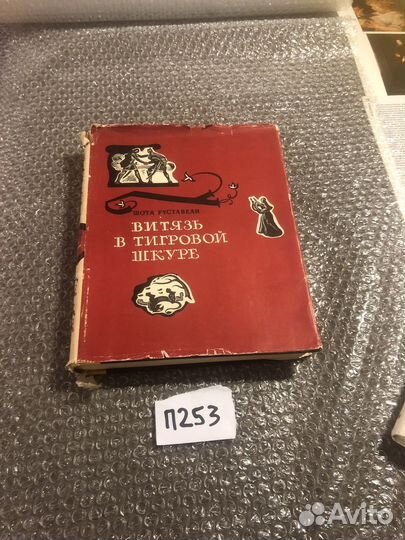 ШОТА РУСТАВЕЛИ
ВИТЯЗЬ
В ТИГРОВОЙ
ШКУРЕ
П253
Avito